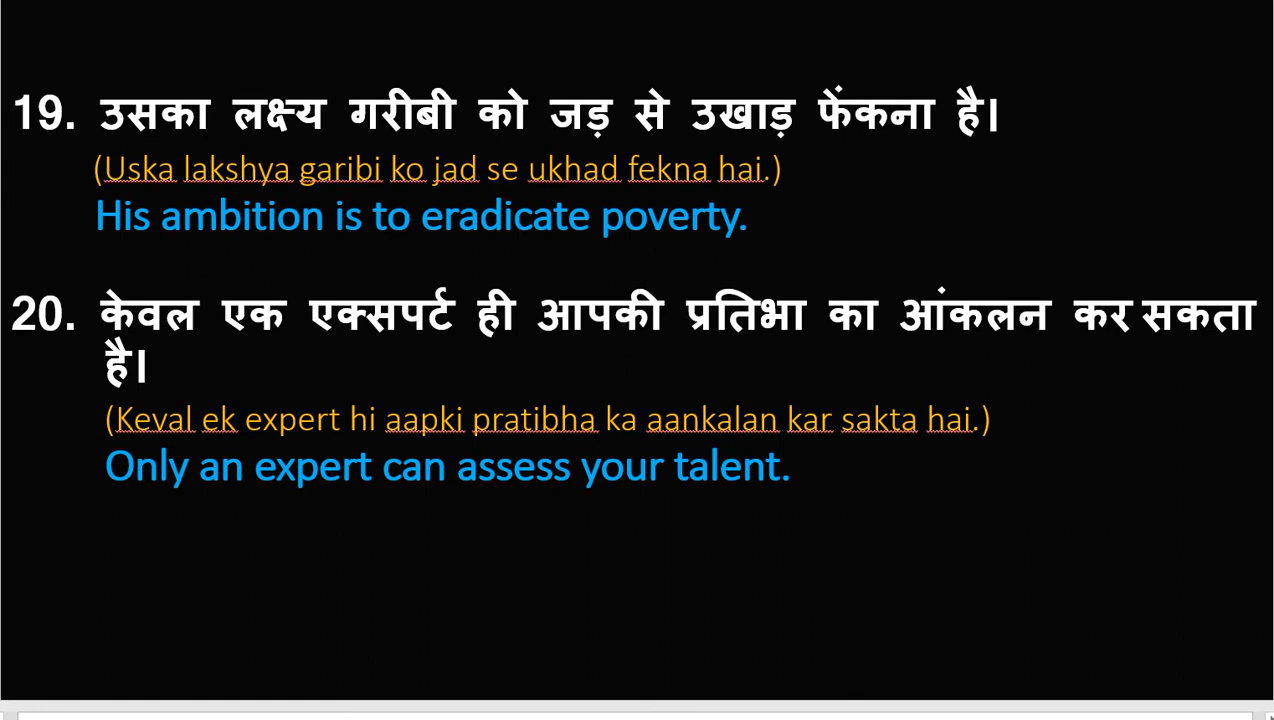 19. उसका लक्ष्य गरीबी को जड़ से उखाड़ फेंकना है।
(Uska lakshya garibi ko jad se ukhad fekna hai.)
His ambition is to eradicate poverty.
20. केवल एक एक्सपर्ट ही आपकी प्रतिभा का आंकलन कर सकता
है।
(Keval ek expert hi aapki pratibha ka aankalan kar sakta hai.)
Only an expert can assess your talent.